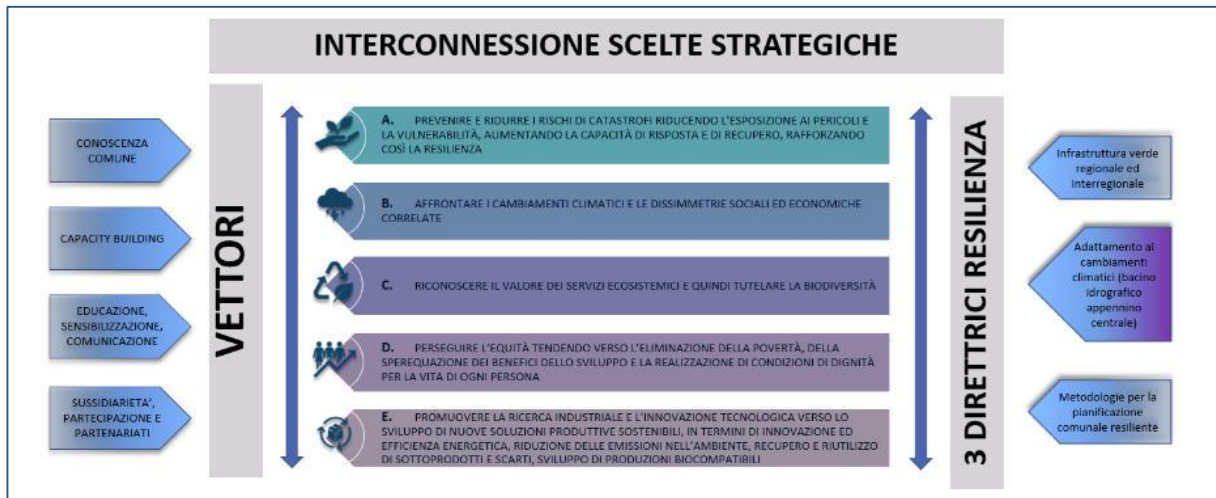 INTERCONNESSIONE SCELTE STRATEGICHE
VETTORI
CONOSCENZA
COMUNE
CAPACITY BUILDING
EDUCAZIONE,
SENSIBILIZZAZIONE,
COMUNICAZIONE
SUSSIDIARIETA',
PARTECIPAZIONE E
PARTENARIATI
A. PREVENIRE E RIDURRE I RISCHI DI CATASTROFI RIDUCENDO L'ESPOSIZIONE AI PERICOLI E
LA VULNERABILITÀ, AUMENTANDO LA CAPACITÀ DI RISPOSTA E DI RECUPERO, RAFFORZANDO
COSÌ LA RESILIENZA
B. AFFRONTARE I CAMBIAMENTI CLIMATICI E LE DISSIMMETRIE SOCIALI ED ECONOMICHE
CORRELATE
C. RICONOSCERE IL VALORE DEI SERVIZI ECOSISTEMICI E QUINDI TUTELARE LA BIODIVERSITÀ
D. PERSEGUIRE L'EQUITÀ TENDENDO VERSO L'ELIMINAZIONE DELLA POVERTÀ, DELLA
SPEREQUAZIONE DEI BENEFICI DELLO SVILUPPO E LA REALIZZAZIONE DI CONDIZIONI DI DIGNITÀ
PER LA VITA DI OGNI PERSONA
E. PROMUOVERE LA RICERCA INDUSTRIALE E L'INNOVAZIONE TECNOLOGICA VERSO LO
SVILUPPO DI NUOVE SOLUZIONI PRODUTTIVE SOSTENIBILI, IN TERMINI DI INNOVAZIONE ED
EFFICIENZA ENERGETICA, RIDUZIONE DELLE EMISSIONI NELL'AMBIENTE, RECUPERO E RIUTILIZZO
DI SOTTOPRODOTTI E SCARTI, SVILUPPO DI PRODUZIONI BIOCOMPATIBILI
3 DIRETTRICI RESILIENZA
Infrastruttura verde
regionale ed
interregionale
Adattamento ai
cambiamenti
climatici (bacino
idrografico
appennino
centrale)
Metodologie per la
pianificazione
comunale resiliente